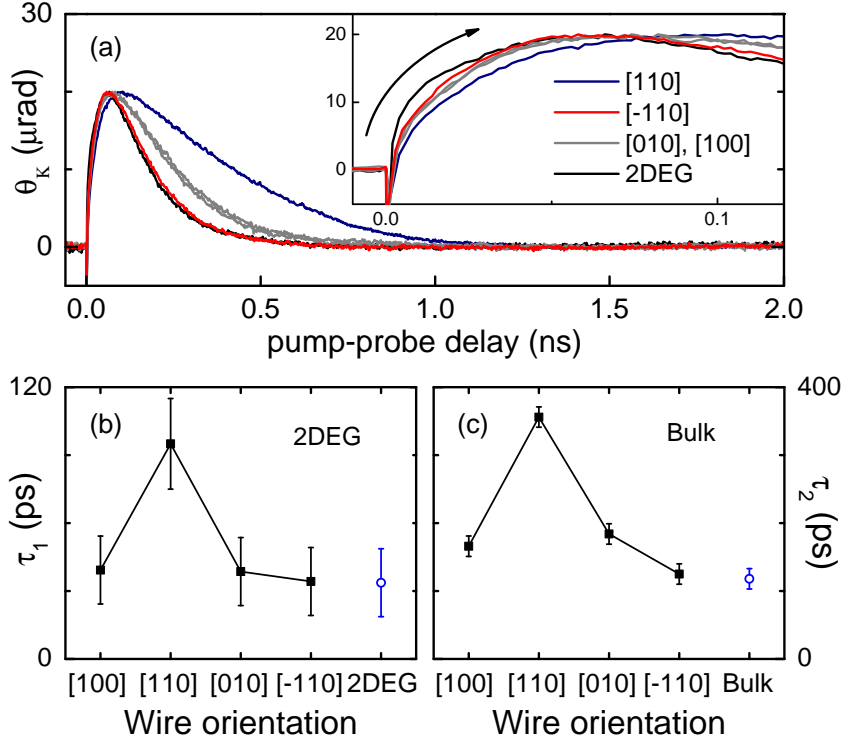 (a)
30
0
θK (μrad)
0.0 0.5 1.0 1.5 2.0
pump-probe delay (ns)
20
10
0
0.0 0.1
[110]
[-110]
[010], [100]
2DEG
(b)
2DEG
120
0
τ1 (ps)
[100] [110] [010] [-110] 2DEG
Wire orientation
(c)
Bulk
400
0
τ2 (ps)
[100] [110] [010] [-110] Bulk
Wire orientation